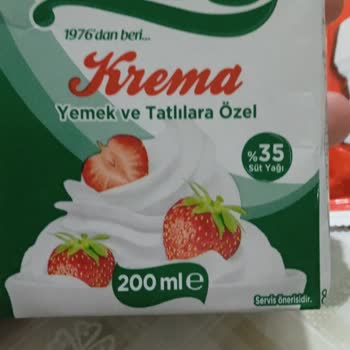 1976'dan beri...
Krema
Yemek ve Tatlılara Özel
%35
Süt Yağı
200 ml e
Servis önerisidir.